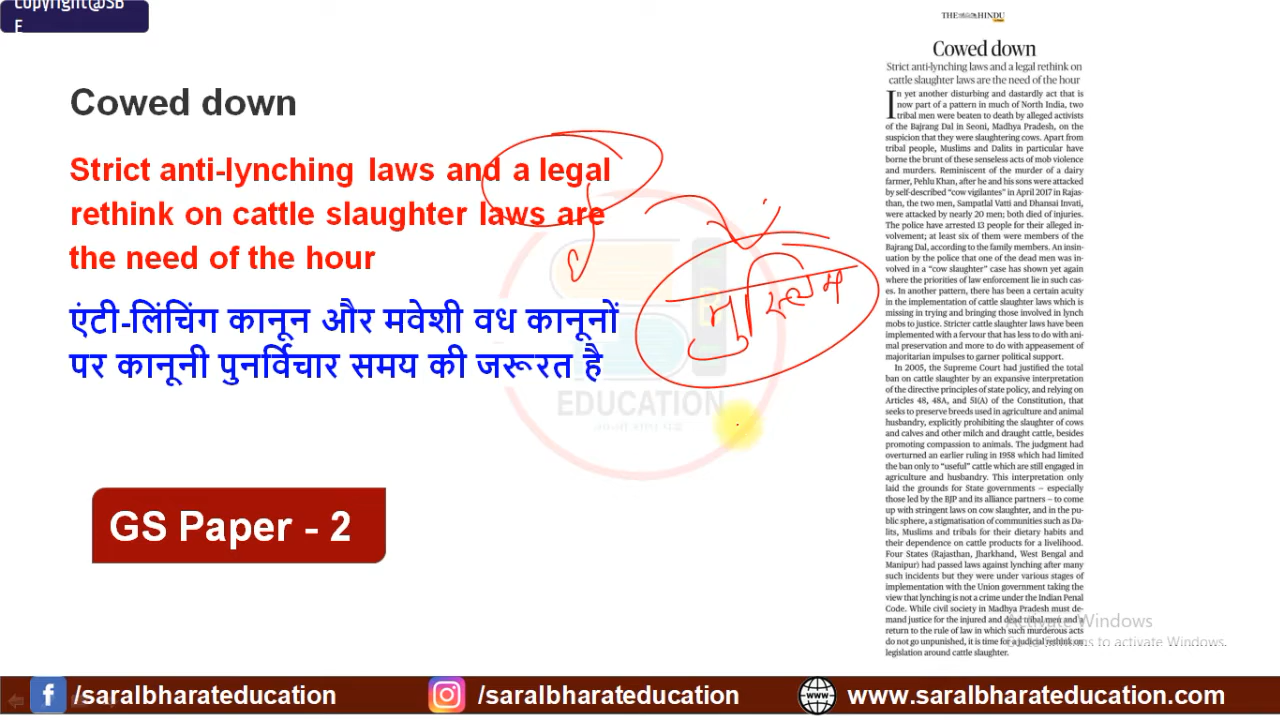 Copyright@SB
E
Cowed down
Strict anti-lynching laws and a legal
rethink on cattle slaughter laws are
the need of the hour
एंटी-लिंचिंग कानून और मवेशी वध कानूनों
पर कानूनी पुनर्विचार समय की जरूरत है
GS Paper - 2
मुस्लिम
EDUCATION
THE HINDU
Cowed down
Strict anti-lynching laws and a legal rethink on
cattle slaughter laws are the need of the hour
In yet another disturbing and dastardly act that is
now part of a pattern in much of North India, two
tribal men were beaten to death by alleged activists
of the Bajrang Dal in Seoni, Madhya Pradesh, on the
suspicion that they were slaughtering cows. Apart from
tribal people, Muslims and Dalits in particular have
borne the brunt of these senseless acts of mob violence
and murders. Reminiscent of the murder of a dairy
farmer, Pehlu Khan, after he and his sons were attacked
by self-described “cow vigilantes” in April 2017 in Rajas-
than, the two men, Sampatlal Vatti and Dhansai Invati,
were attacked by nearly 20 men; both died of injuries.
The police have arrested 13 people for their alleged in-
volvement; at least six of them were members of the
Bajrang Dal, according to the family members. An insin-
uation by the police that one of the dead men was in-
volved in a “cow slaughter” case has shown yet again
where the priorities of law enforcement lie in such cas-
es. In another pattern, there has been a certain acuity
in the implementation of cattle slaughter laws which is
missing in trying and bringing those involved in lynch
mobs to justice. Stricter cattle slaughter laws have been
implemented with a fervour that has less to do with ani-
mal preservation and more to do with appeasement of
majoritarian impulses to garner political support.
In 2005, the Supreme Court had justified the total
ban on cattle slaughter by an expansive interpretation
of the directive principles of state policy, and relying on
Articles 48, 48A, and 51(A) of the Constitution, that
seeks to preserve breeds used in agriculture and animal
husbandry, explicitly prohibiting the slaughter of cows
and calves and other milch and draught cattle, besides
promoting compassion to animals. The judgment had
overturned an earlier ruling in 1958 which had limited
the ban only to “useful” cattle which are still engaged in
agriculture and husbandry. This interpretation only
laid the grounds for State governments – especially
those led by the BJP and its alliance partners – to come
up with stringent laws on cow slaughter, and in the pu-
blic sphere, a stigmatisation of communities such as Da-
lits, Muslims and tribals for their dietary habits and
their dependence on cattle products for a livelihood.
Four States (Rajasthan, Jharkhand, West Bengal and
Manipur) had passed laws against lynching after many
such incidents but they were under various stages of
implementation with the Union government taking the
view that lynching is not a crime under the Indian Penal
Code. While civil society in Madhya Pradesh must de-
mand justice for the injured and dead tribal men and a
return to the rule of law in which such murderous acts
do not go unpunished, it is time for a judicial rethink on
legislation around cattle slaughter.
Activate Windows
Go to Settings to activate Windows.
/saralbharateducation
/saralbharateducation
www.saralbharateducation.com